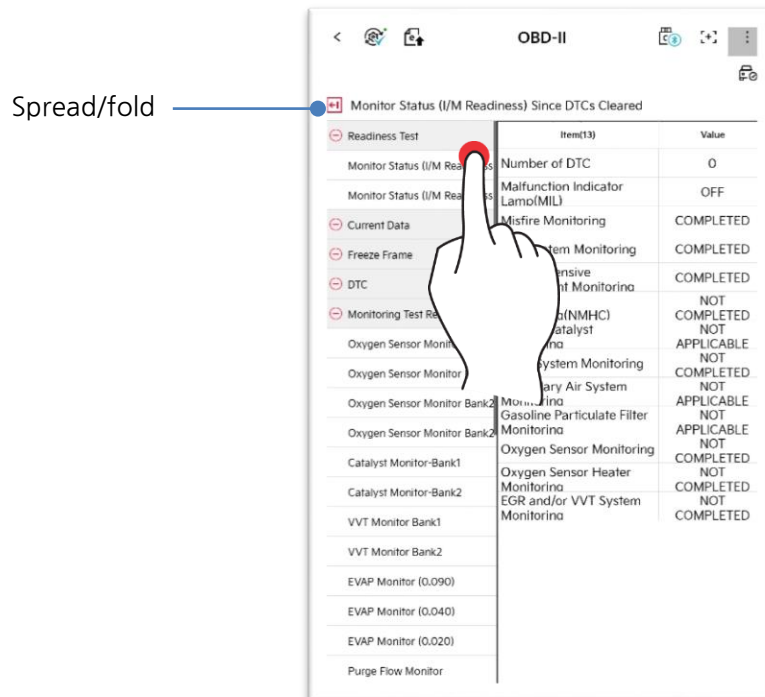 OBD-II
Spread/fold
Monitor Status (I/M Readiness) Since DTCs Cleared
Readiness Test
Monitor Status (I/M
Monitor Status (I/M
Current Data
Freeze Frame
DTC
Monitoring Test
Oxygen Sensor
Oxygen Sensor Monitor
Oxygen Sensor Monitor Bank2
Oxygen Sensor Monitor Bank2
Catalyst Monitor-Bank1
Catalyst Monitor-Bank2
VVT Monitor Bank1
VVT Monitor Bank2
EVAP Monitor (0.090)
EVAP Monitor (0.040)
EVAP Monitor (0.020)
Purge Flow Monitor
Item(13) Value
Number of DTC 0
Malfunction Indicator
Lamp(MIL) OFF
Misfire Monitoring COMPLETED
Monitoring COMPLETED
Monitoring COMPLETED
NOT
(NMHC) COMPLETED
NOT
APPLICABLE
System Monitoring NOT
COMPLETED
Air System NOT
Monitoring APPLICABLE
Gasoline Particulate Filter NOT
Monitoring APPLICABLE
Oxygen Sensor Monitoring NOT
COMPLETED
Oxygen Sensor Heater NOT
Monitoring COMPLETED
EGR and/or VVT System NOT
Monitoring COMPLETED